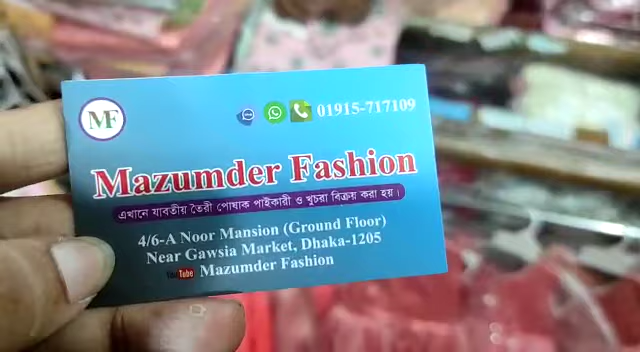 MF
01915-717109
Mazumder Fashion
এখানে যাবতীয় তৈরী পোষাক পাইকারী ও খুচরা বিক্রয় করা হয়।
4/6-A Noor Mansion (Ground Floor)
Near Gawsia Market, Dhaka-1205
YouTube Mazumder Fashion